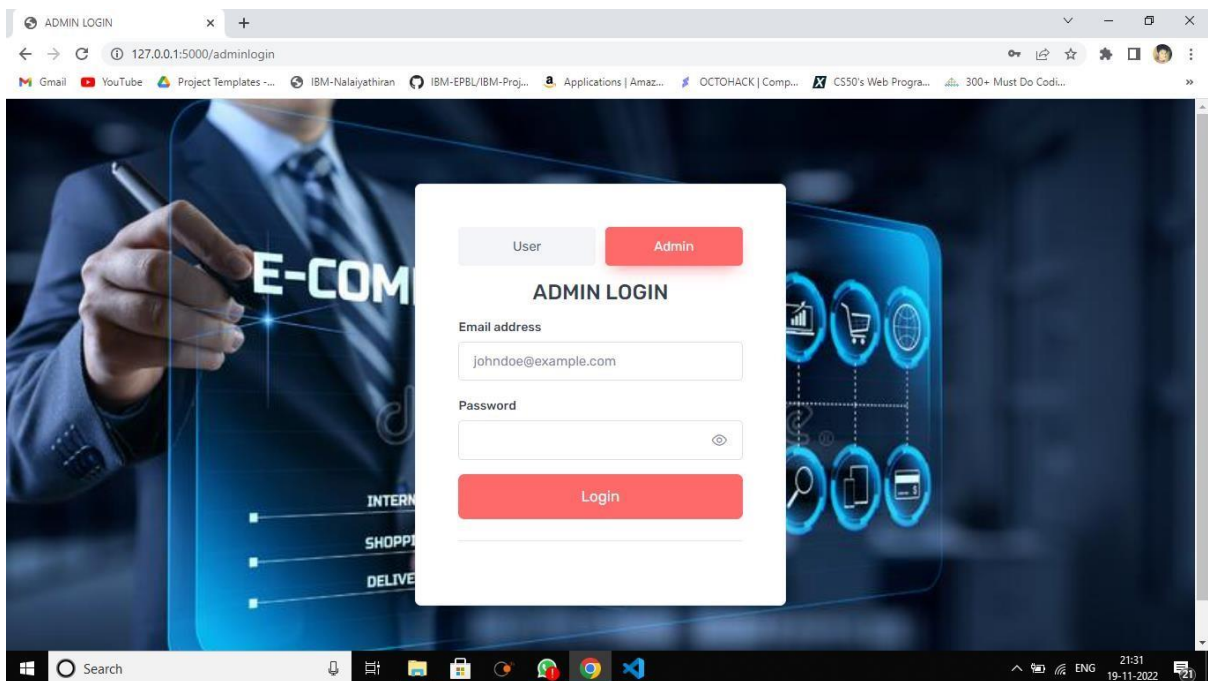 ADMIN LOGIN
127.0.0.1:5000/adminlogin
Gmail YouTube Project Templates -... IBM-Nalaiyathiran IBM-EPBL/IBM-Proj... Applications | Amaz... OCTOHACK | Comp... CS50's Web Progra... 300+ Must Do Codi... »
E-COM
User Admin
ADMIN LOGIN
Email address
johndoe@example.com
Password
Login
INTERN
SHOPPI
DELIVE
Search
ENG 21:31
19-11-2022 21